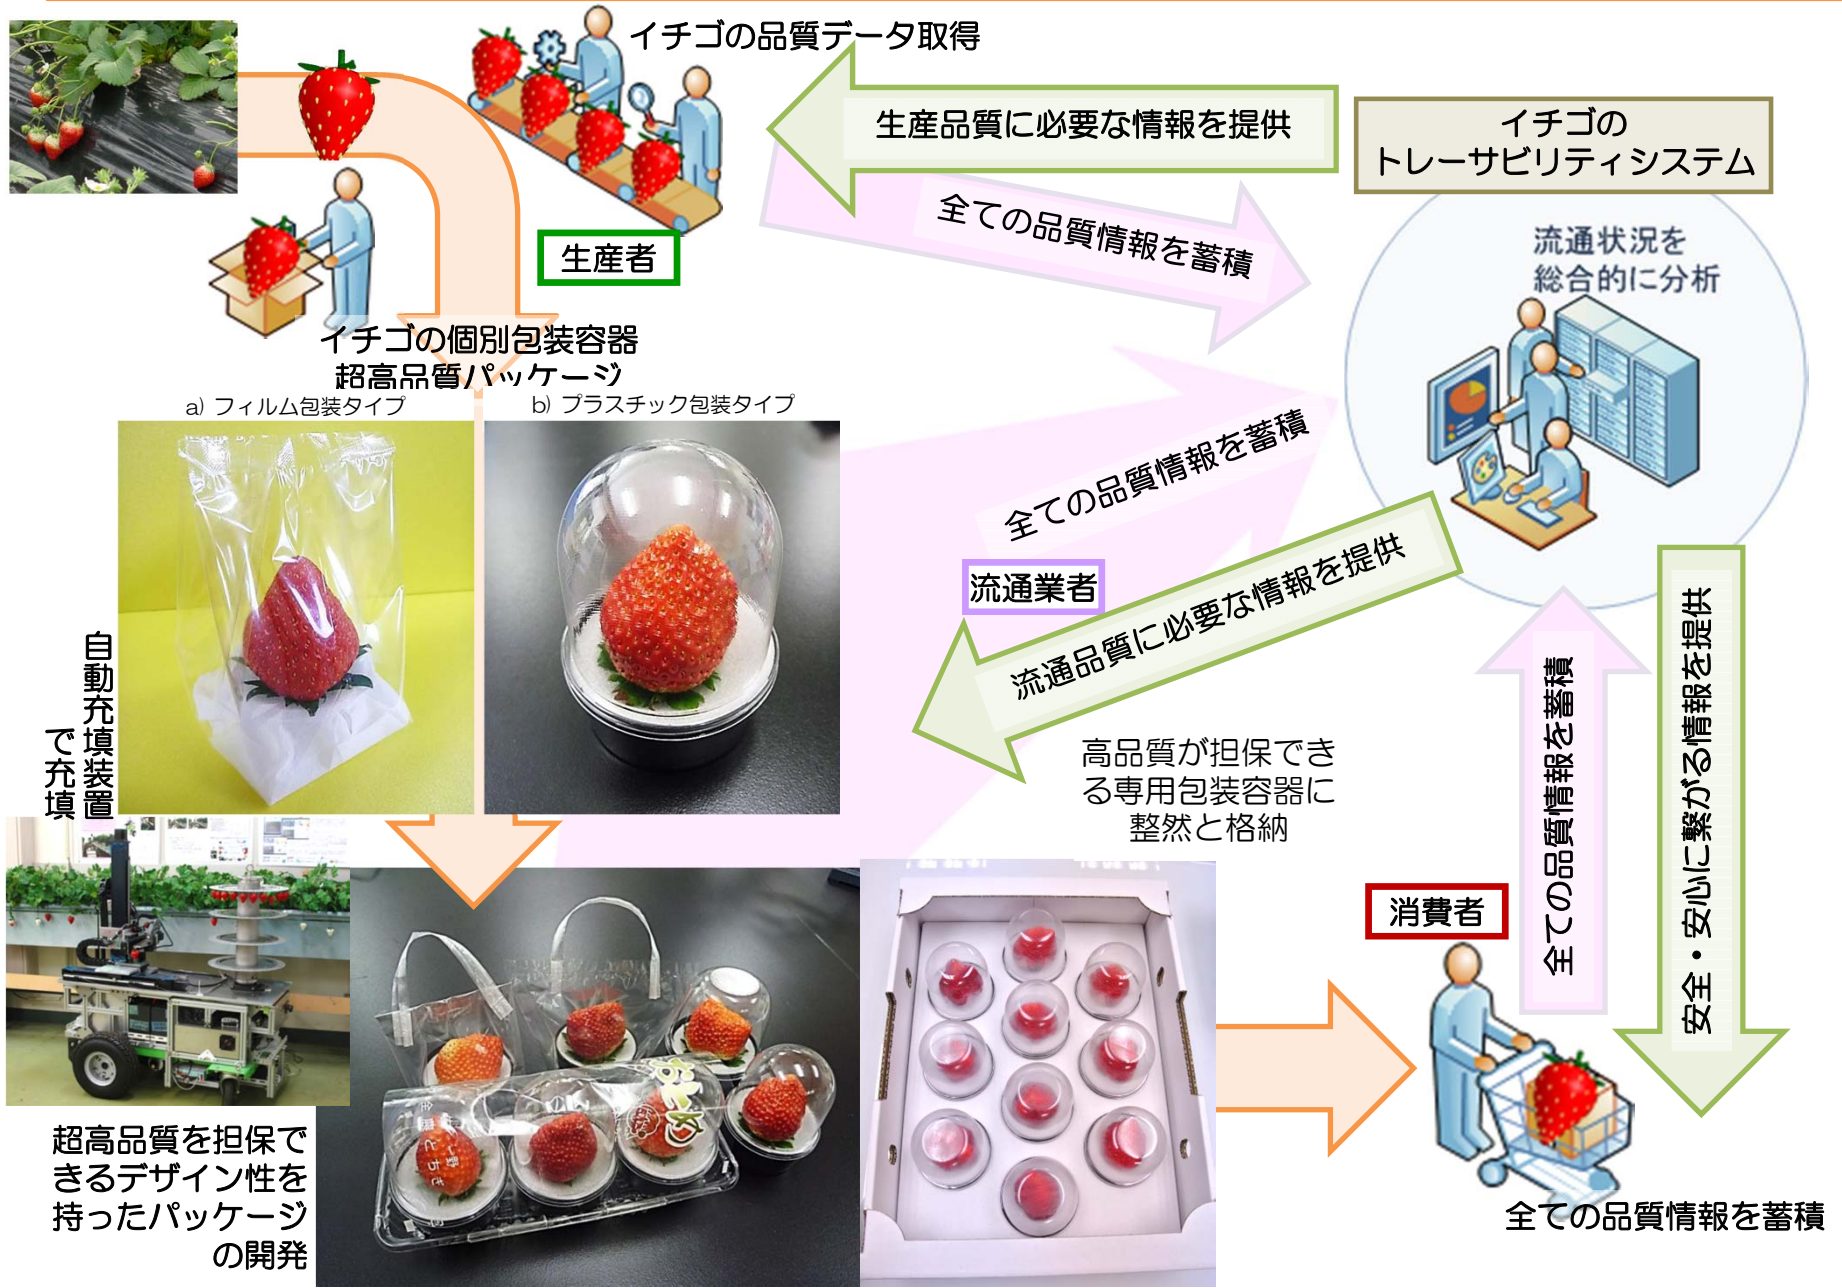 イチゴの品質データ取得
生産品質に必要な情報を提供
イチゴの
トレーサビリティシステム
全ての品質情報を蓄積
流通状況を
総合的に分析
生産者
イチゴの個別包装容器
超高品質パッケージ
a) フィルム包装タイプ
b) プラスチック包装タイプ
全ての品質情報を蓄積
流通業者
流通品質に必要な情報を提供
自動充填装置
で充填
高品質が担保でき
る専用包装容器に
整然と格納
全ての品質情報を蓄積
安全・安心に繋がる情報を提供
消費者
超高品質を担保で
きるデザイン性を
持ったパッケージ
の開発
とちぎ
全ての品質情報を蓄積